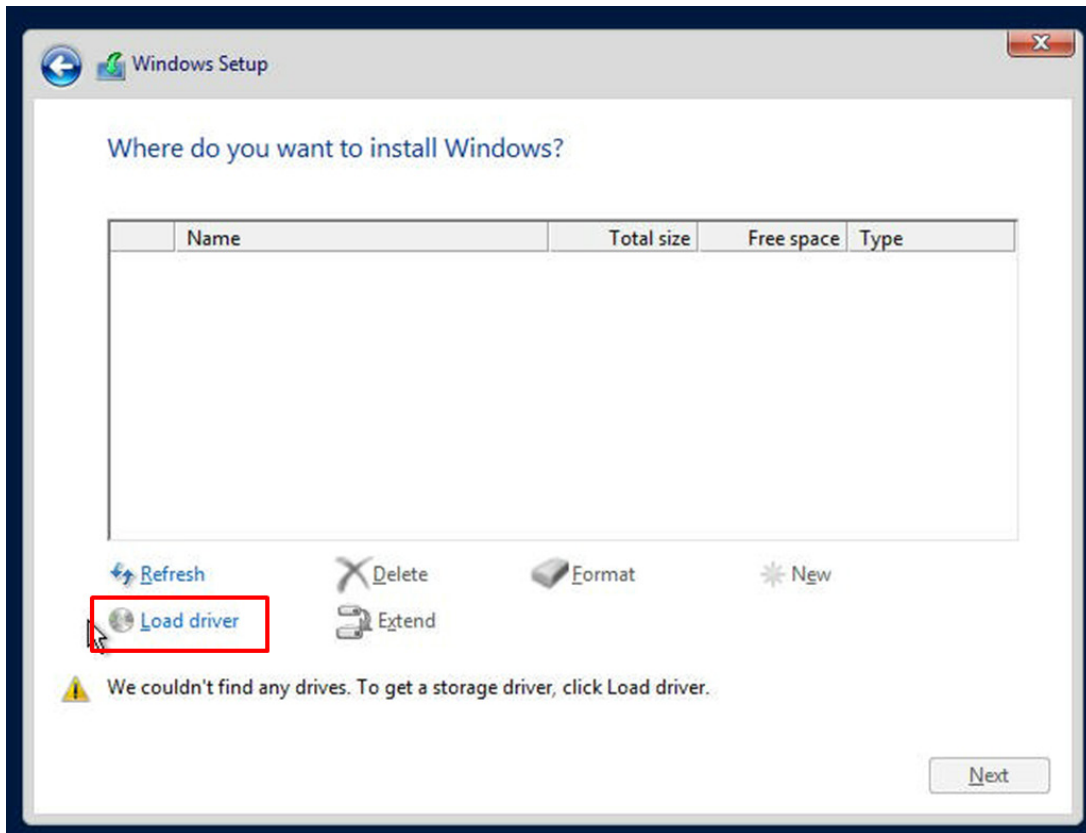 Windows Setup
Where do you want to install Windows?
Name Total size Free space Type
Refresh Delete Format New
Load driver Extend
We couldn't find any drives. To get a storage driver, click Load driver.
Next